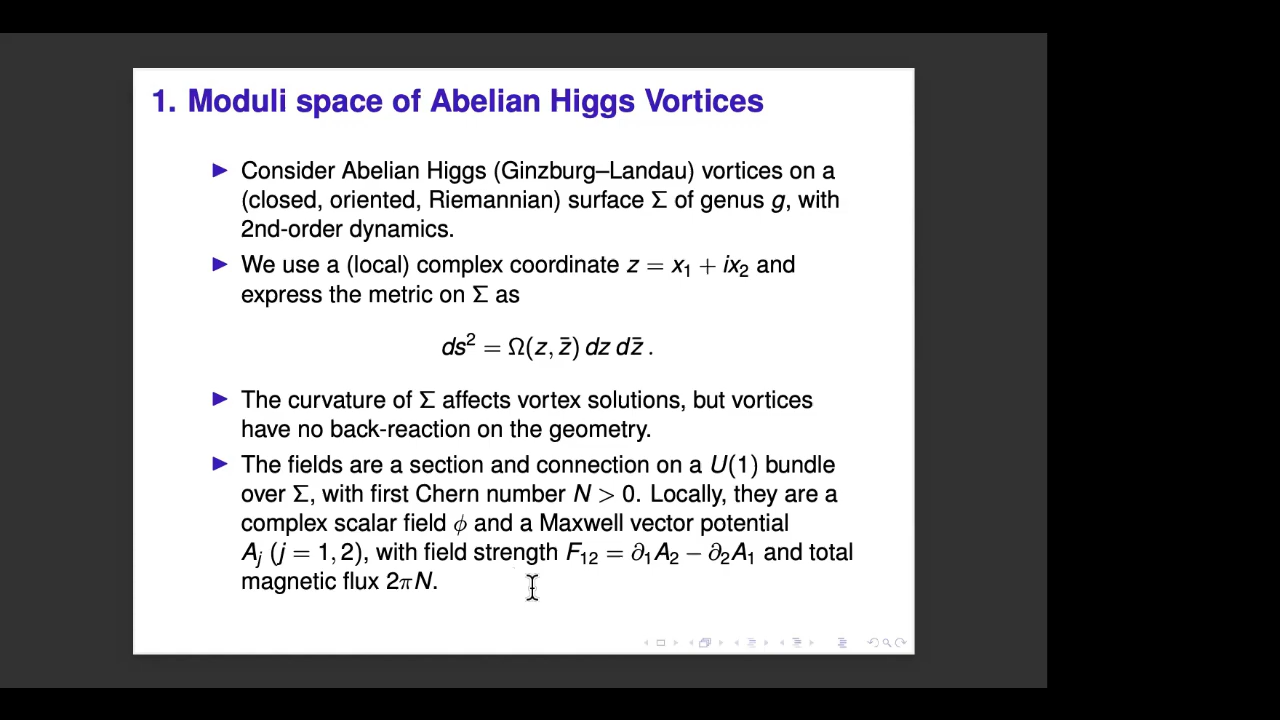 1. Moduli space of Abelian Higgs Vortices
▶ Consider Abelian Higgs (Ginzburg–Landau) vortices on a
(closed, oriented, Riemannian) surface Σ of genus g, with
2nd-order dynamics.
▶ We use a (local) complex coordinate z = x₁ + ix₂ and
express the metric on Σ as
ds² = Ω(z, z̄) dz dz̄ .
▶ The curvature of Σ affects vortex solutions, but vortices
have no back-reaction on the geometry.
▶ The fields are a section and connection on a U(1) bundle
over Σ, with first Chern number N > 0. Locally, they are a
complex scalar field ϕ and a Maxwell vector potential
Aⱼ (j = 1, 2), with field strength F₁₂ = ∂₁A₂ − ∂₂A₁ and total
magnetic flux 2πN.